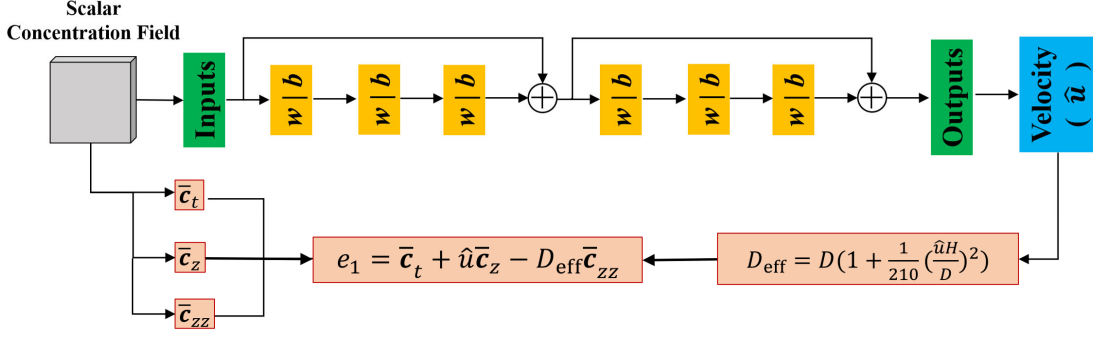 Scalar
Concentration Field
Inputs
w | b
w | b
w | b
w | b
w | b
w | b
Outputs
Velocity
( û )
c̄_t
c̄_z
c̄_zz
e₁ = c̄_t + ûc̄_z − D_eff c̄_zz
D_eff = D(1 + 1/210 (ûH/D)²)